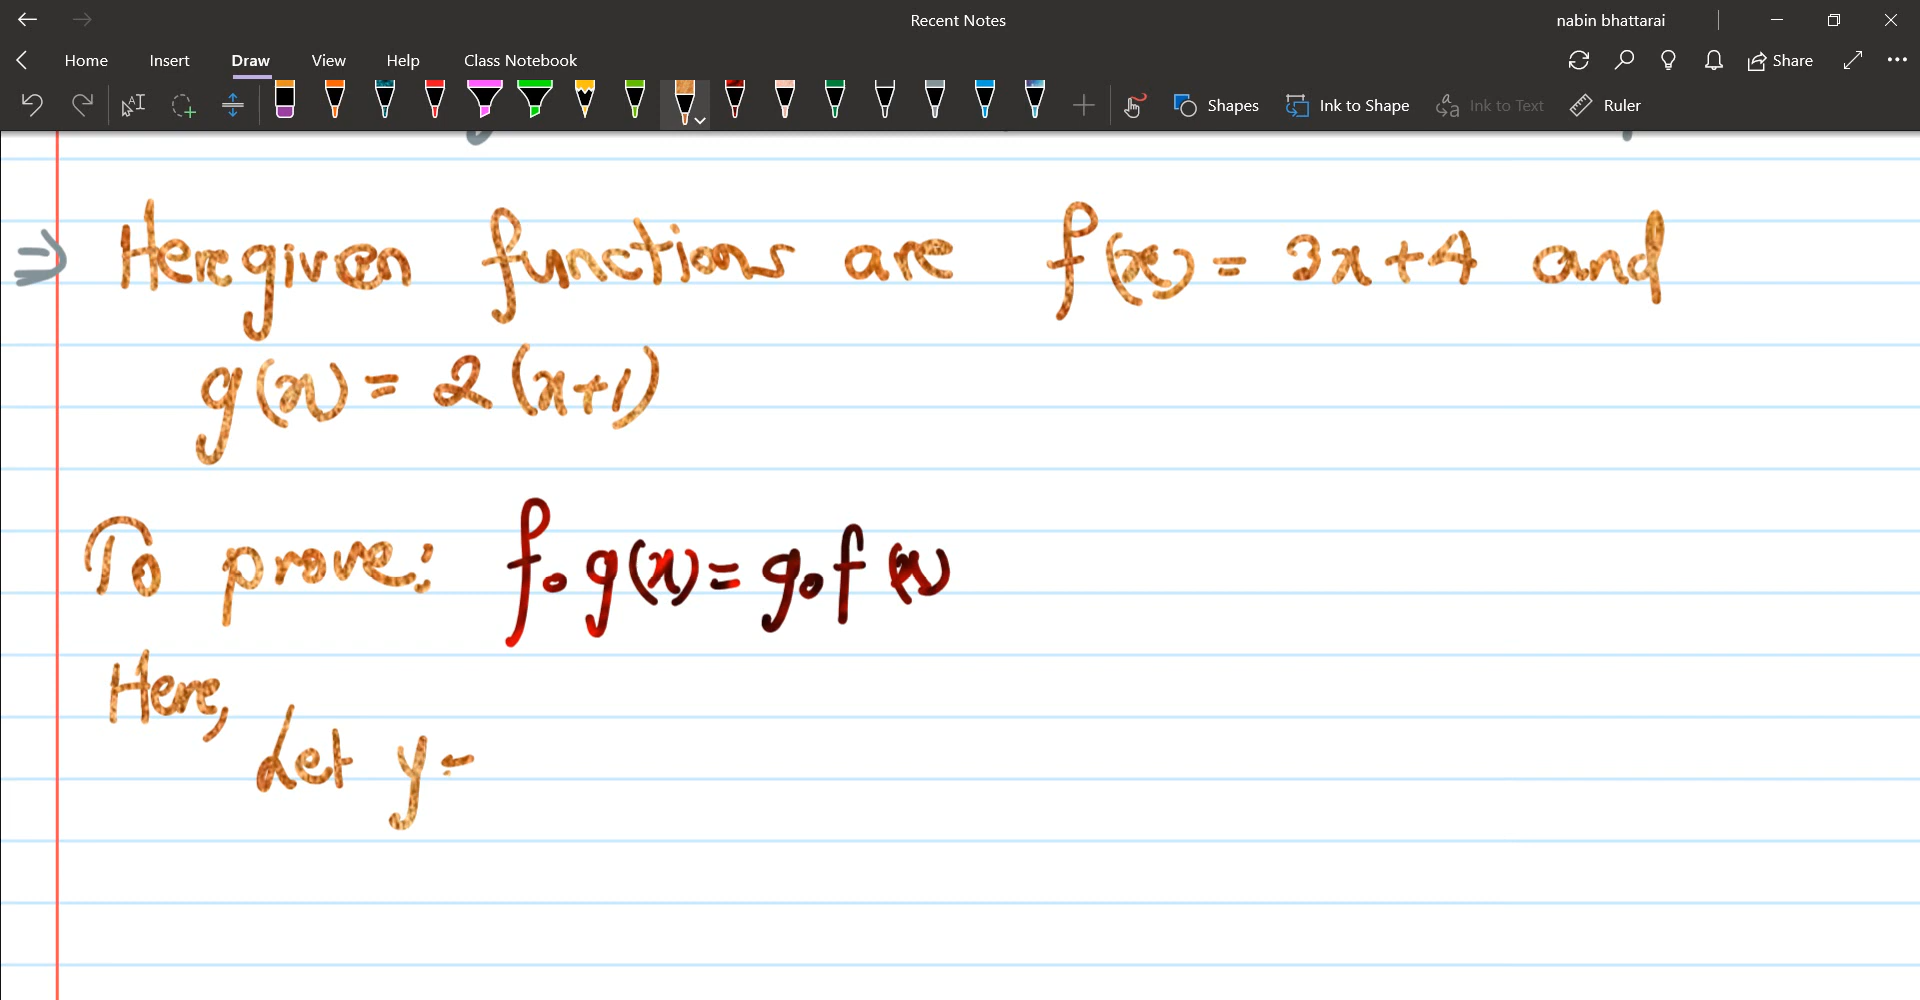 Recent Notes
nabin bhattarai
Home Insert Draw View Help Class Notebook
Share
Shapes Ink to Shape Ink to Text Ruler
⇒ Here given functions are f(x) = 3x+4 and
g(x) = 2(x+1)
To prove: fog(x) = gof(x)
Here,
Let y=